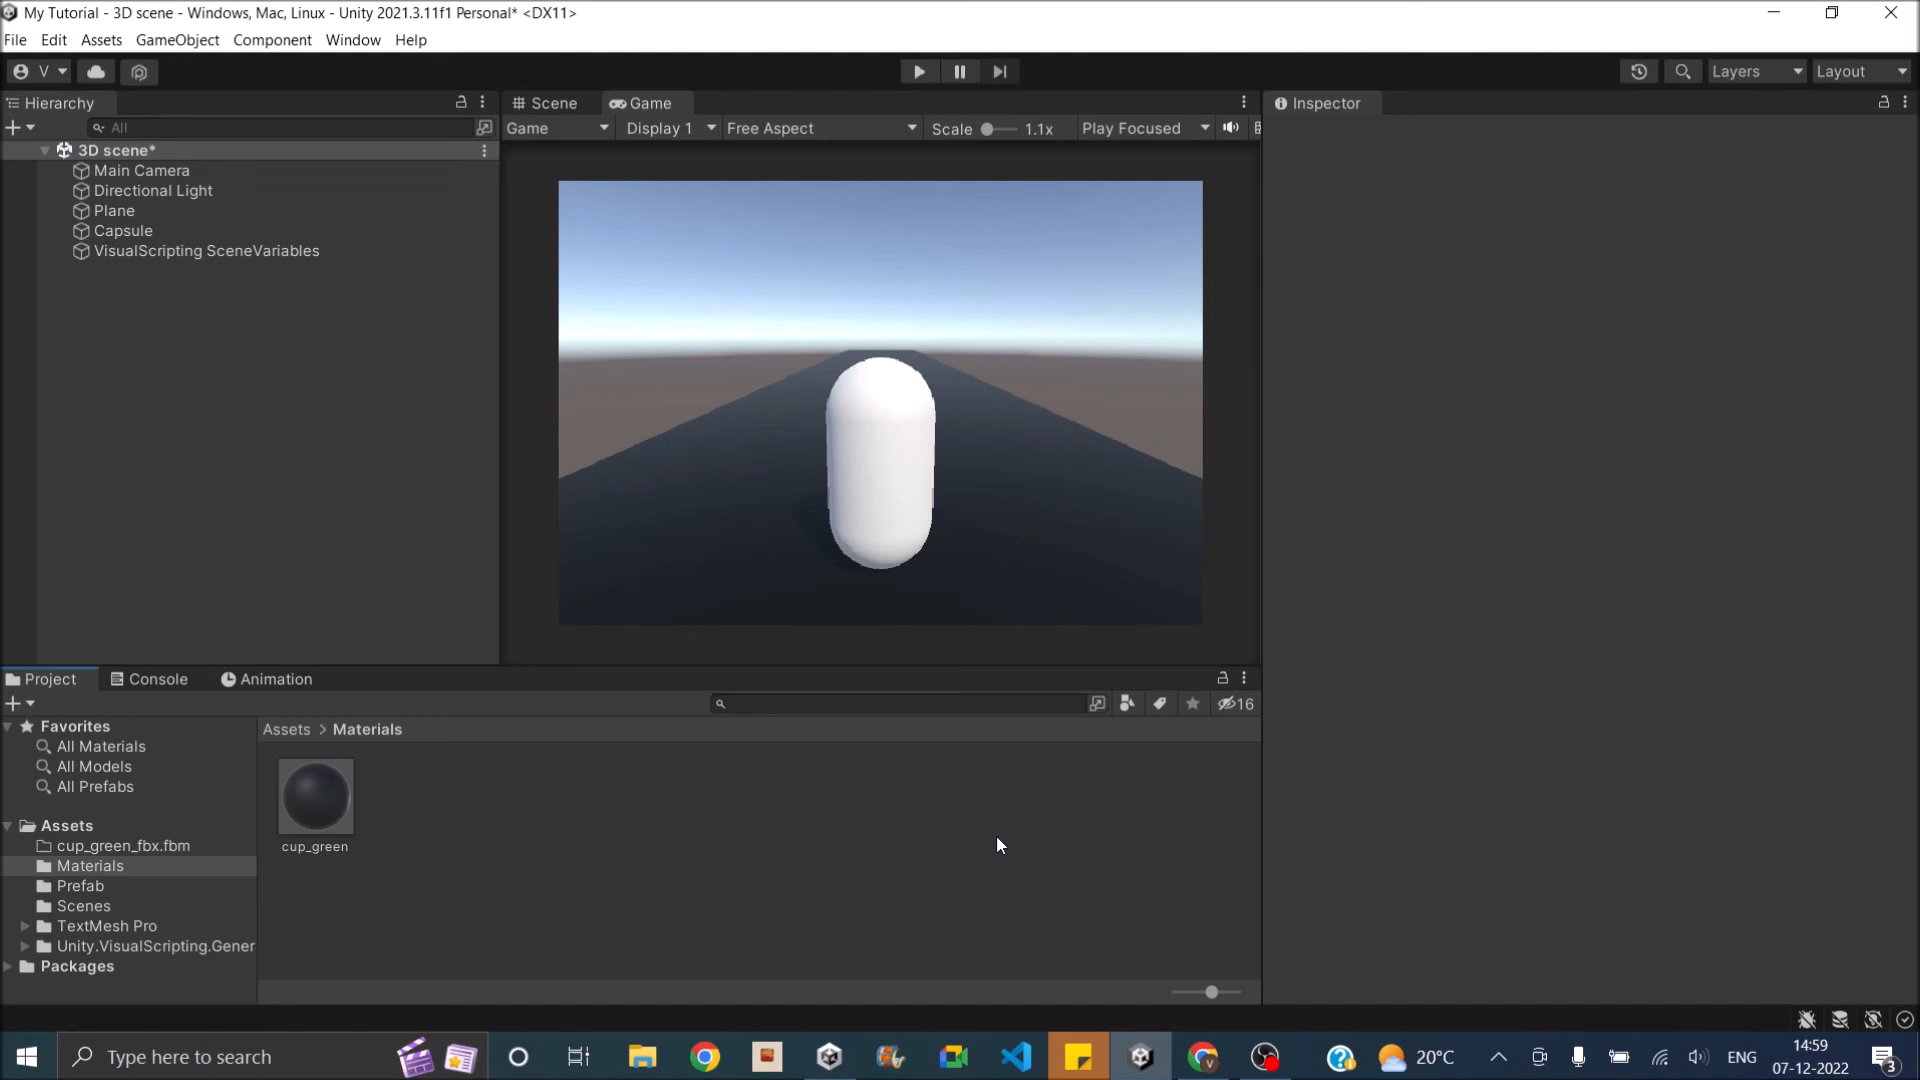 My Tutorial - 3D scene - Windows, Mac, Linux - Unity 2021.3.11f1 Personal* <DX11>
File Edit Assets GameObject Component Window Help
V Layers Layout
Hierarchy
All
3D scene*
Main Camera
Directional Light
Plane
Capsule
VisualScripting SceneVariables
Scene Game
Game Display 1 Free Aspect Scale 1.1x Play Focused
Inspector
Project Console Animation
16
Favorites
All Materials
All Models
All Prefabs
Assets
cup_green_fbx.fbm
Materials
Prefab
Scenes
TextMesh Pro
Unity.VisualScripting.Gener
Packages
Assets > Materials
cup_green
Type here to search
20°C
ENG
14:59
07-12-2022
3